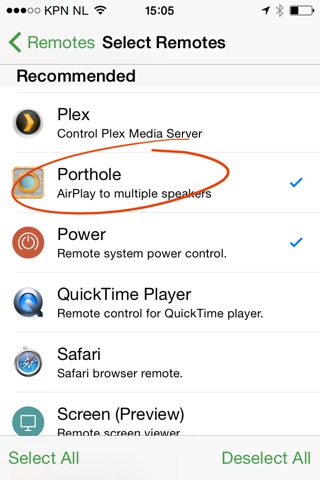 KPN NL 15:05
Remotes Select Remotes
Recommended
Plex
Control Plex Media Server
Porthole
AirPlay to multiple speakers
Power
Remote system power control.
QuickTime Player
Remote control for QuickTime player.
Safari
Safari browser remote.
Screen (Preview)
Remote screen viewer
Select All Deselect All